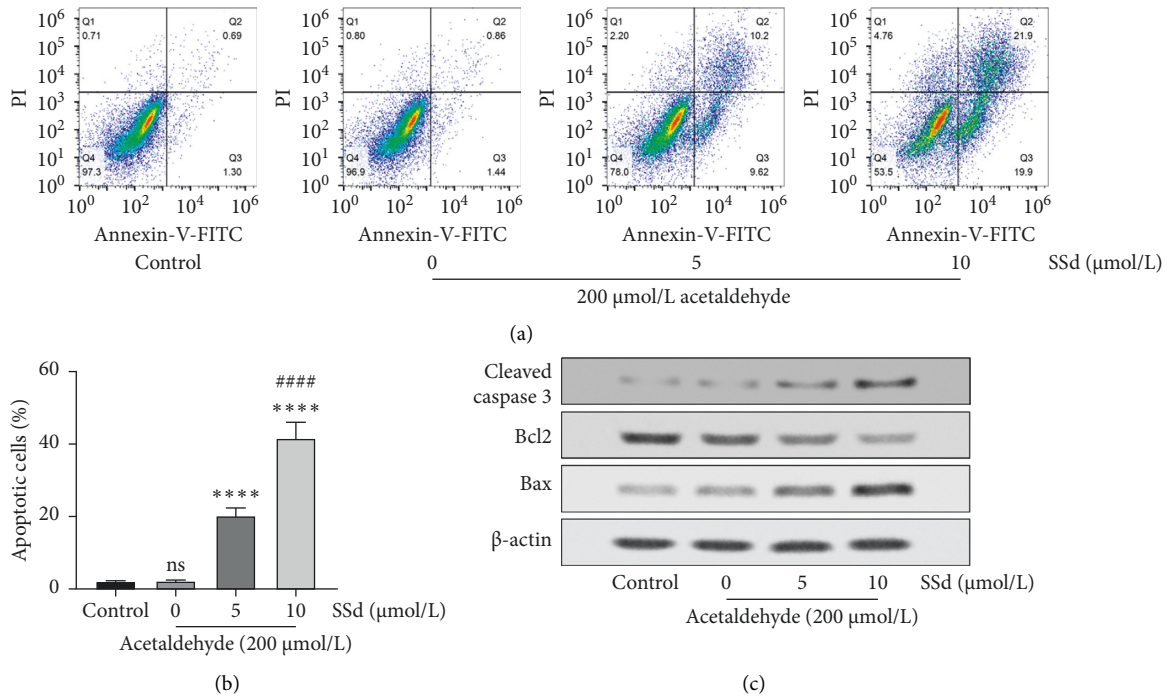 Q1
0.71
Q2
0.69
Q4
97.3
Q3
1.30
PI
10⁶
10⁵
10⁴
10³
10²
10¹
10⁰
10⁰ 10² 10⁴ 10⁶
Annexin-V-FITC
Control
Q1
0.80
Q2
0.86
Q4
96.9
Q3
1.44
PI
10⁶
10⁵
10⁴
10³
10²
10¹
10⁰
10⁰ 10² 10⁴ 10⁶
Annexin-V-FITC
0
Q1
2.20
Q2
10.2
Q4
78.0
Q3
9.62
PI
10⁶
10⁵
10⁴
10³
10²
10¹
10⁰
10⁰ 10² 10⁴ 10⁶
Annexin-V-FITC
5
Q1
4.76
Q2
21.9
Q4
53.5
Q3
19.9
PI
10⁶
10⁵
10⁴
10³
10²
10¹
10⁰
10⁰ 10² 10⁴ 10⁶
Annexin-V-FITC
10
SSd (μmol/L)
200 μmol/L acetaldehyde
(a)
Apoptotic cells (%)
60
40
20
0
ns
****
####
****
Control 0 5 10 SSd (μmol/L)
Acetaldehyde (200 μmol/L)
(b)
Cleaved
caspase 3
Bcl2
Bax
β-actin
Control 0 5 10 SSd (μmol/L)
Acetaldehyde (200 μmol/L)
(c)